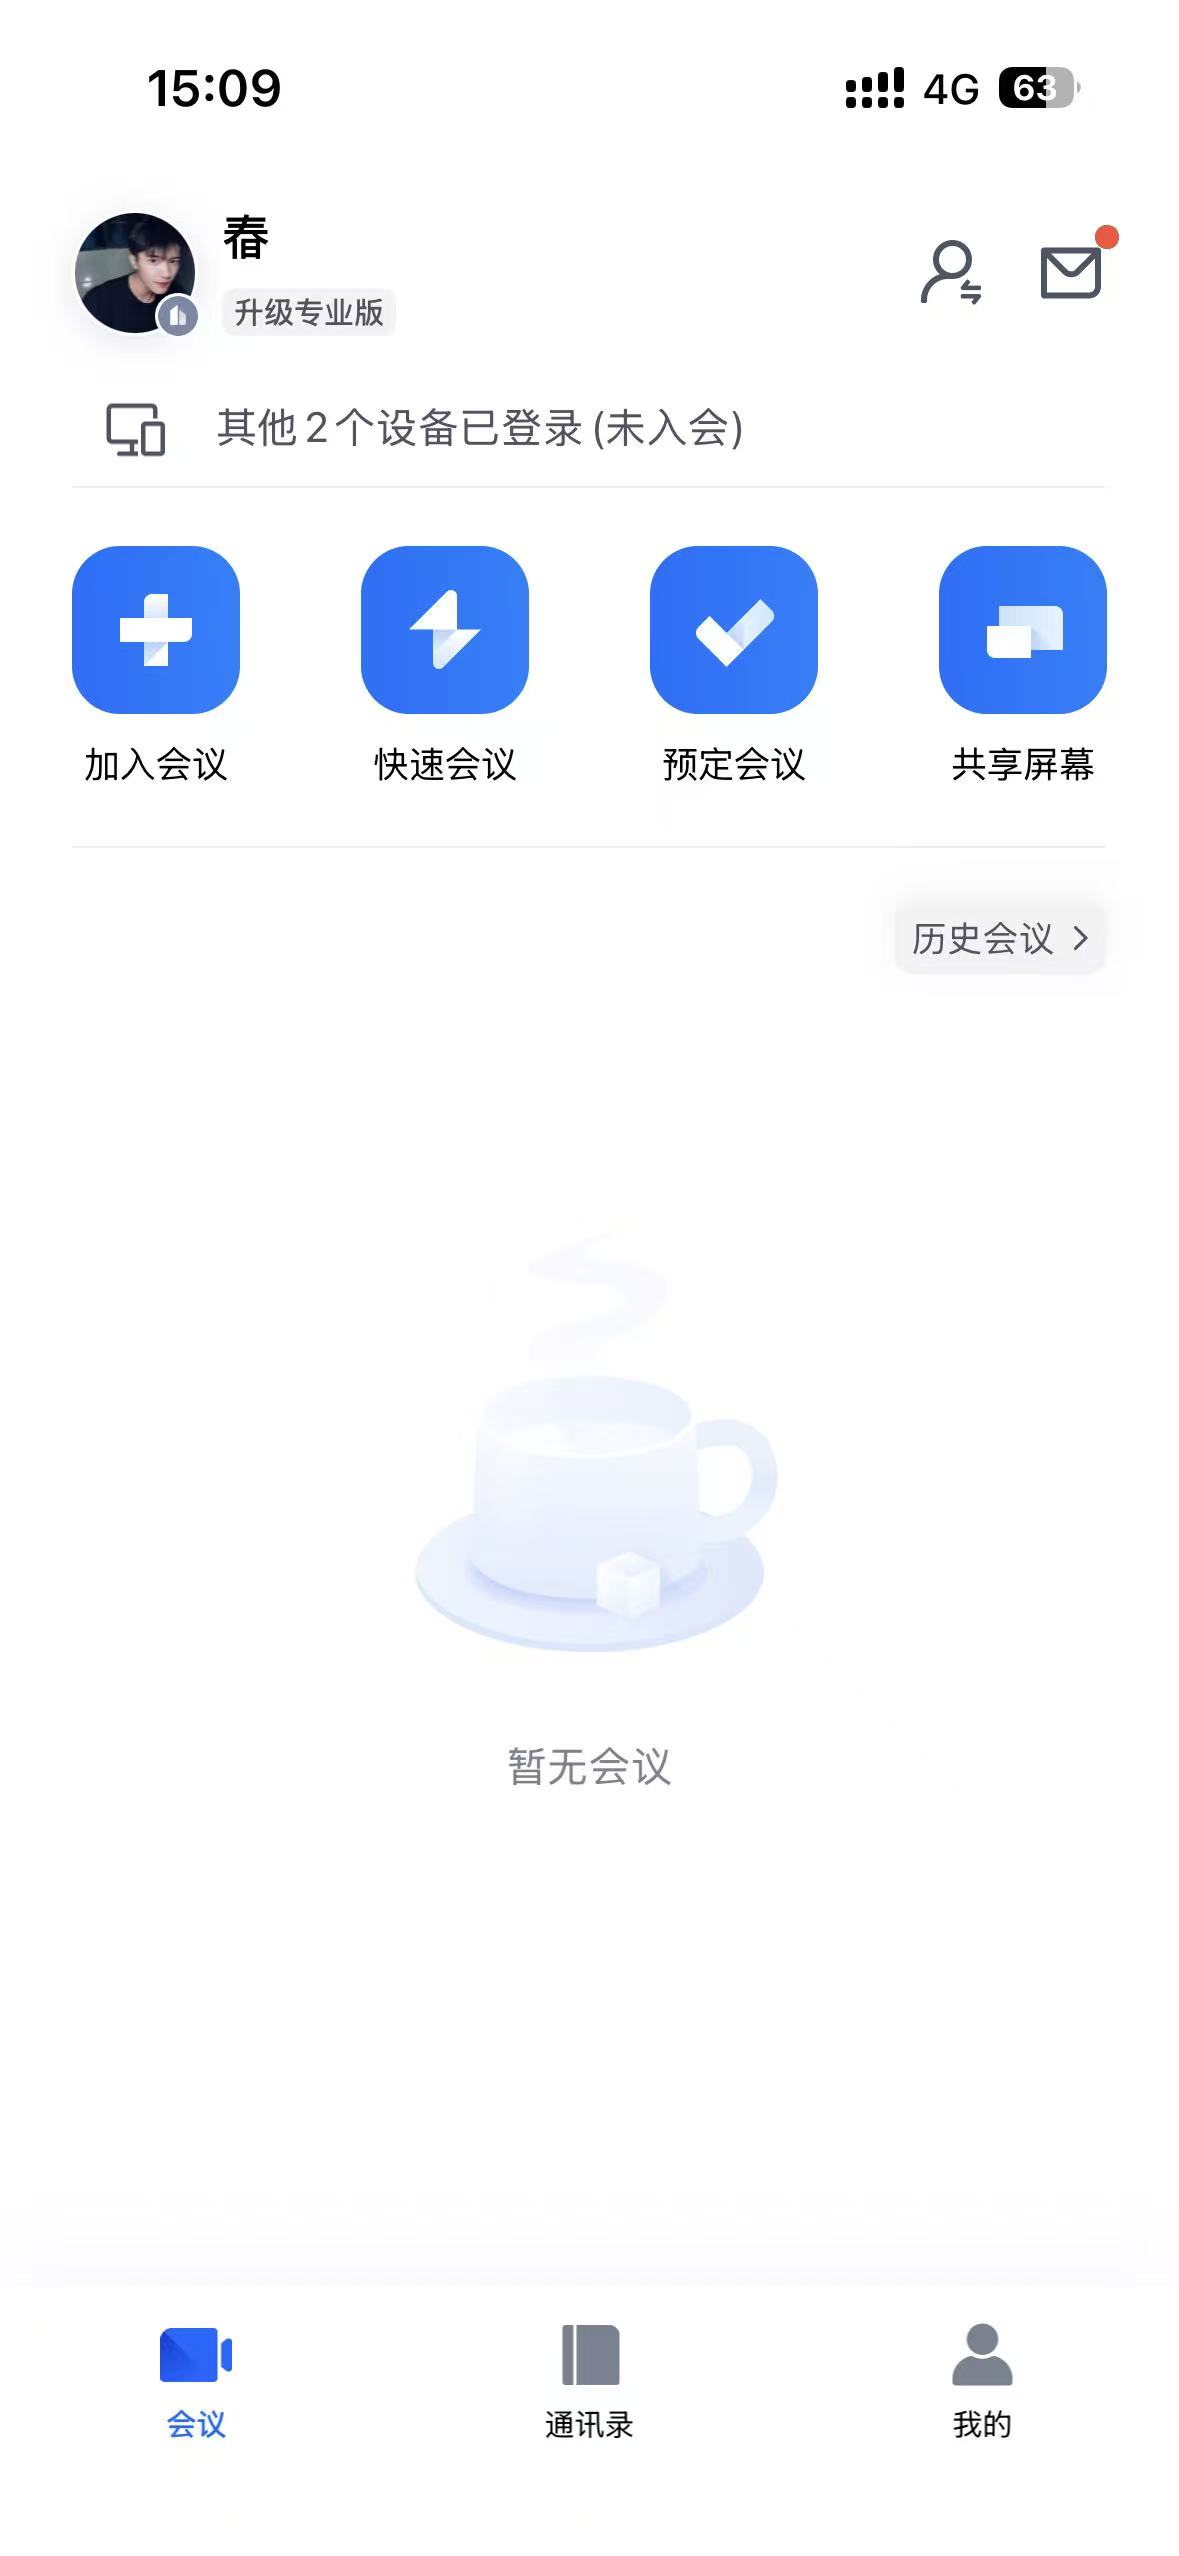 15:09 4G 63
春
升级专业版
其他2个设备已登录(未入会)
加入会议 快速会议 预定会议 共享屏幕
历史会议
暂无会议
会议 通讯录 我的